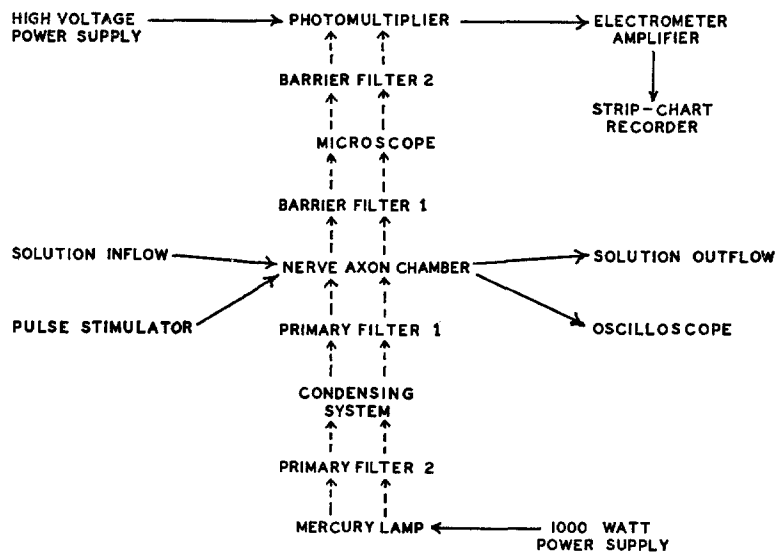 HIGH VOLTAGE
POWER SUPPLY
PHOTOMULTIPLIER
ELECTROMETER
AMPLIFIER
BARRIER FILTER 2
STRIP-CHART
RECORDER
MICROSCOPE
BARRIER FILTER 1
SOLUTION INFLOW
NERVE AXON CHAMBER
SOLUTION OUTFLOW
PULSE STIMULATOR
PRIMARY FILTER 1
OSCILLOSCOPE
CONDENSING
SYSTEM
PRIMARY FILTER 2
MERCURY LAMP
1000 WATT
POWER SUPPLY